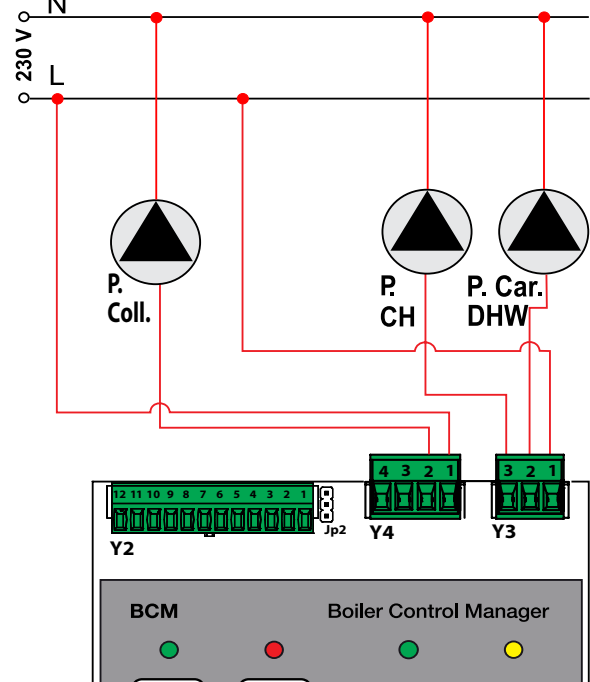 N
230 V
L
P.
Coll.
P.
CH
P. Car.
DHW
4 3 2 1
3 2 1
12 11 10 9 8 7 6 5 4 3 2 1
Jp2
Y4
Y3
Y2
BCM
Boiler Control Manager